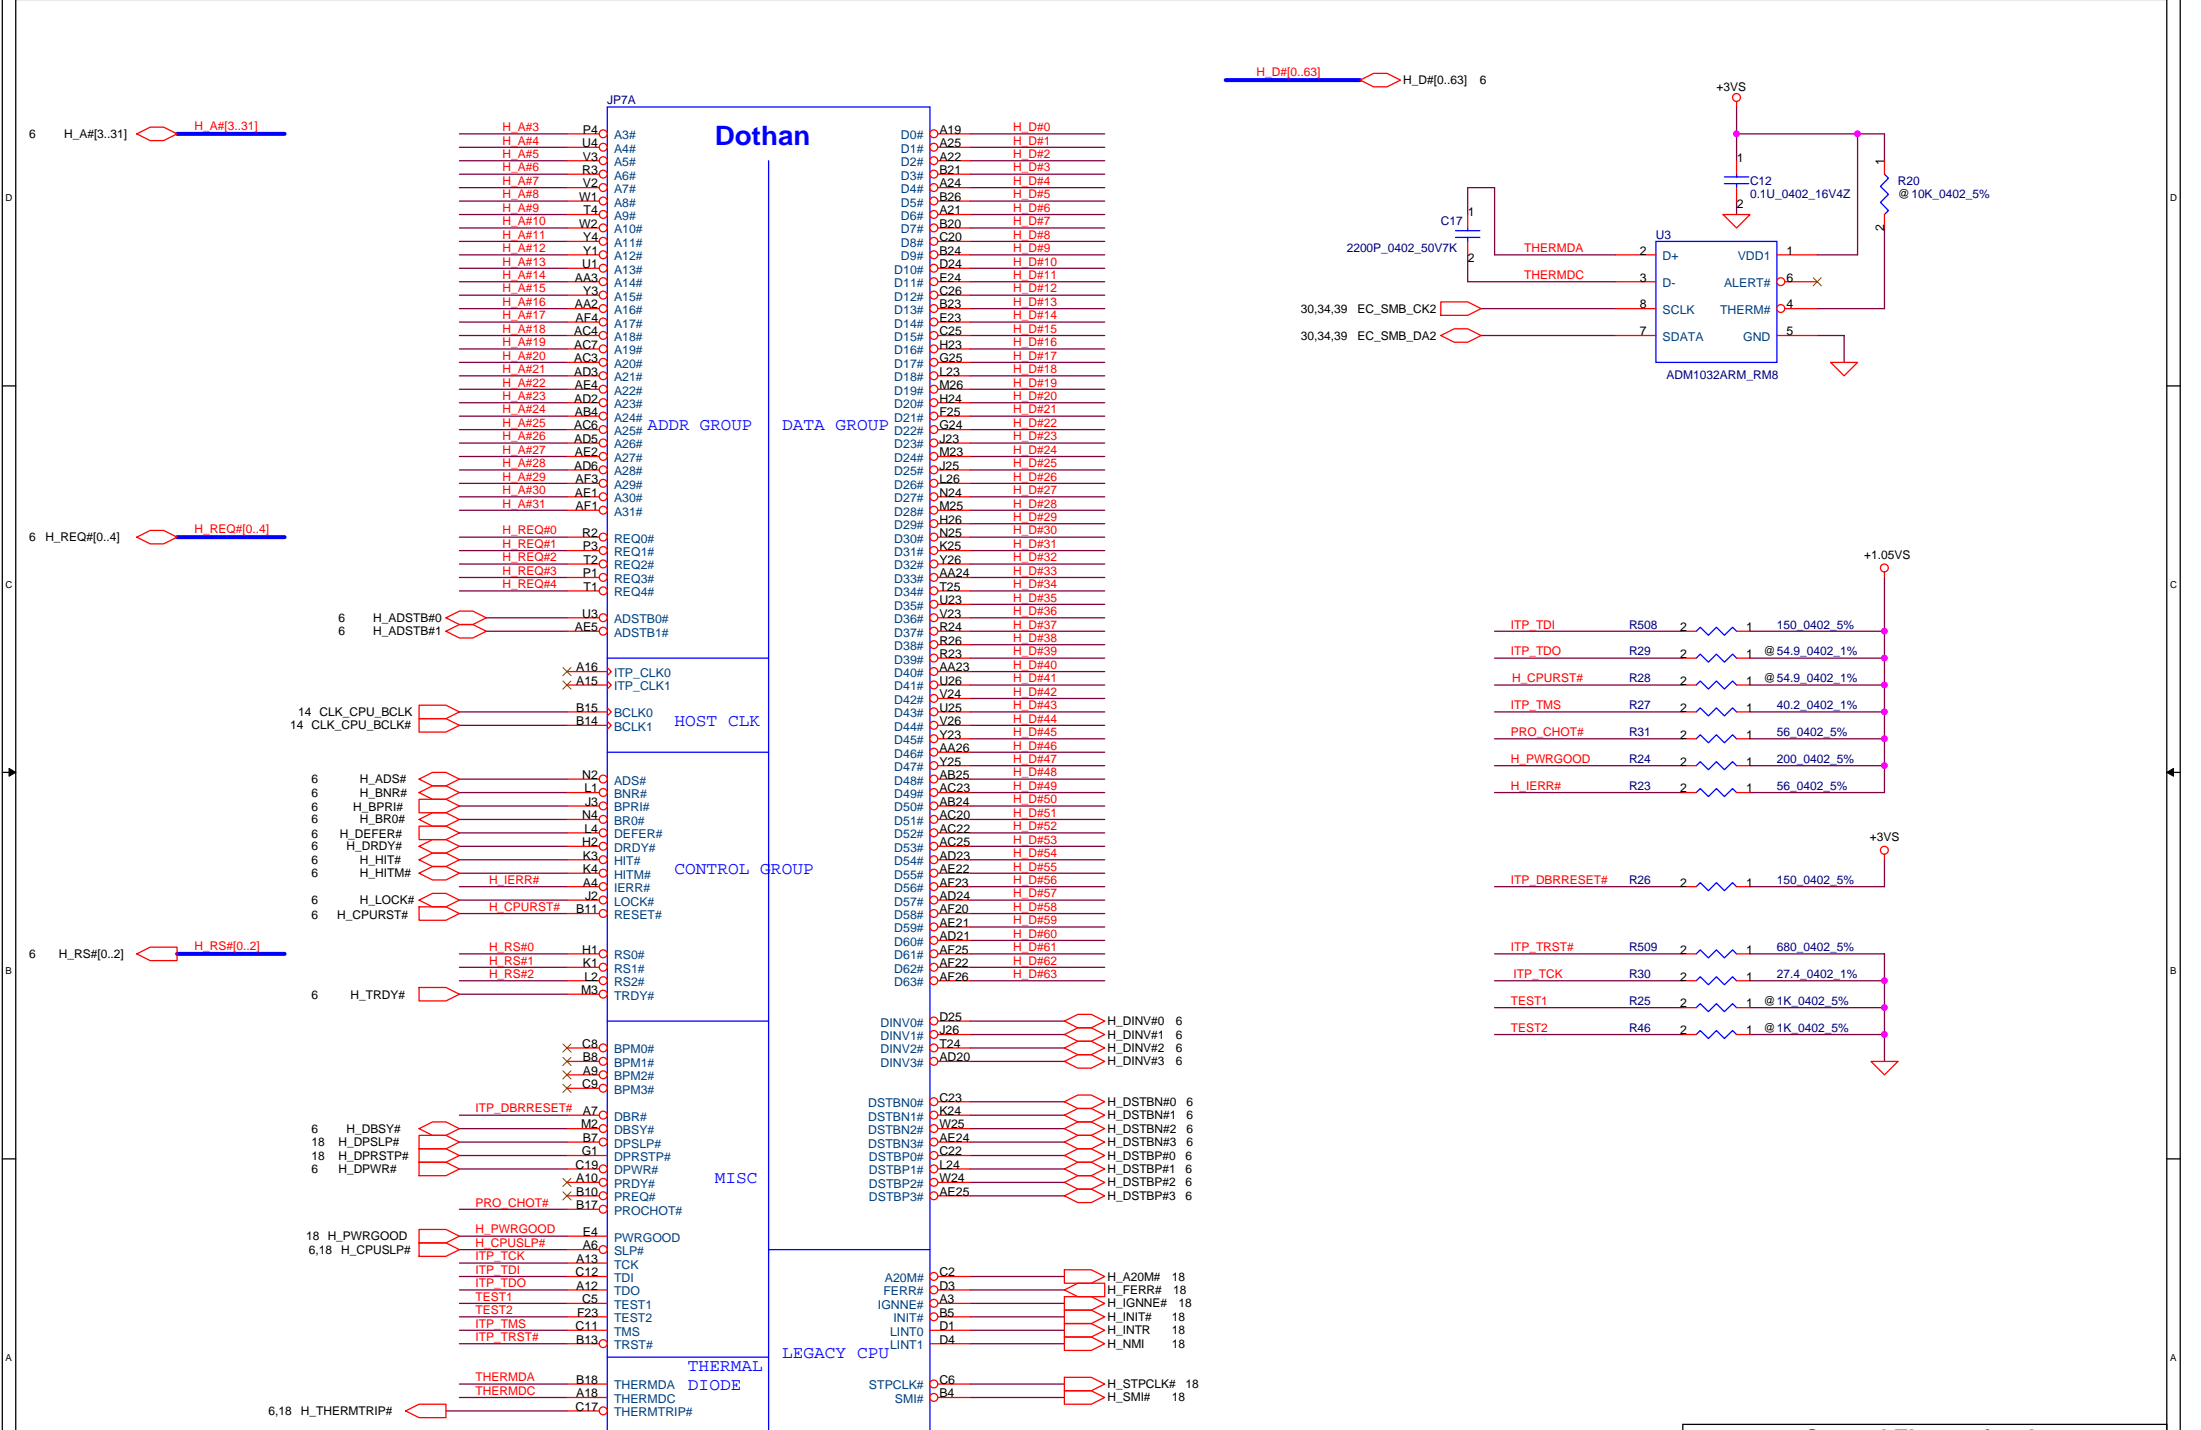 H_D#[0..63] H_D#[0..63] 6
+3VS
JP7A
6 H_A#[3..31] H_A#[3..31]
Dothan
H_A#3 P4 A3# D0# A19 H_D#0
H_A#4 U4 A4# D1# A25 H_D#1
H_A#5 V3 A5# D2# A22 H_D#2
H_A#6 R3 A6# D3# B21 H_D#3
H_A#7 V2 A7# D4# A24 H_D#4
H_A#8 W1 A8# D5# B26 H_D#5
H_A#9 T4 A9# D6# A21 H_D#6
H_A#10 W2 A10# D7# B20 H_D#7
H_A#11 Y4 A11# D8# C20 H_D#8
H_A#12 Y1 A12# D9# B24 H_D#9
H_A#13 U1 A13# D10# D24 H_D#10
H_A#14 AA3 A14# D11# E24 H_D#11
H_A#15 Y3 A15# D12# C26 H_D#12
H_A#16 AA2 A16# D13# B23 H_D#13
H_A#17 AF4 A17# D14# E23 H_D#14
H_A#18 AC4 A18# D15# C25 H_D#15
H_A#19 AC7 A19# D16# H23 H_D#16
H_A#20 AC3 A20# D17# G25 H_D#17
H_A#21 AD3 A21# D18# L23 H_D#18
H_A#22 AE4 A22# D19# M26 H_D#19
H_A#23 AD2 A23# D20# H24 H_D#20
H_A#24 AB4 A24# D21# F25 H_D#21
H_A#25 AC6 A25# D22# G24 H_D#22
H_A#26 AD5 A26# D23# J23 H_D#23
H_A#27 AE2 A27# D24# M23 H_D#24
H_A#28 AD6 A28# D25# J25 H_D#25
H_A#29 AF3 A29# D26# L26 H_D#26
H_A#30 AE1 A30# D27# N24 H_D#27
H_A#31 AF1 A31# D28# M25 H_D#28
ADDR GROUP DATA GROUP
D29# H26 H_D#29
6 H_REQ#[0..4] H_REQ#[0..4]
H_REQ#0 R2 REQ0# D30# N25 H_D#30
H_REQ#1 P3 REQ1# D31# K25 H_D#31
H_REQ#2 T2 REQ2# D32# Y26 H_D#32
H_REQ#3 P1 REQ3# D33# AA24 H_D#33
H_REQ#4 T1 REQ4# D34# T25 H_D#34
D35# U23 H_D#35
6 H_ADSTB#0 U3 ADSTB0# D36# V23 H_D#36
6 H_ADSTB#1 AE5 ADSTB1# D37# R24 H_D#37
D38# R26 H_D#38
D39# R23 H_D#39
A16 ITP_CLK0 D40# AA23 H_D#40
A15 ITP_CLK1 D41# U26 H_D#41
D42# V24 H_D#42
14 CLK_CPU_BCLK B15 BCLK0 D43# U25 H_D#43
14 CLK_CPU_BCLK# B14 BCLK1 D44# V26 H_D#44
HOST CLK
D45# Y23 H_D#45
D46# AA26 H_D#46
D47# Y25 H_D#47
6 H_ADS# N2 ADS# D48# AB25 H_D#48
6 H_BNR# L1 BNR# D49# AC23 H_D#49
6 H_BPRI# J3 BPRI# D50# AB24 H_D#50
6 H_BR0# N4 BR0# D51# AC20 H_D#51
6 H_DEFER# L4 DEFER# D52# AC22 H_D#52
6 H_DRDY# H2 DRDY# D53# AC25 H_D#53
6 H_HIT# K3 HIT# D54# AD23 H_D#54
6 H_HITM# K4 HITM# D55# AE22 H_D#55
CONTROL GROUP
H_IERR# A4 IERR# D56# AF23 H_D#56
6 H_LOCK# J2 LOCK# D57# AD24 H_D#57
6 H_CPURST# H_CPURST# B11 RESET# D58# AF20 H_D#58
D59# AE21 H_D#59
D60# AD21 H_D#60
6 H_RS#[0..2] H_RS#[0..2]
H_RS#0 H1 RS0# D61# AF25 H_D#61
H_RS#1 K1 RS1# D62# AF22 H_D#62
H_RS#2 L2 RS2# D63# AF26 H_D#63
6 H_TRDY# M3 TRDY#
DINV0# D25 H_DINV#0 6
DINV1# J26 H_DINV#1 6
C8 BPM0# DINV2# T24 H_DINV#2 6
B8 BPM1# DINV3# AD20 H_DINV#3 6
A9 BPM2#
C9 BPM3#
DSTBN0# C23 H_DSTBN#0 6
ITP_DBRRESET# A7 DBR# DSTBN1# K24 H_DSTBN#1 6
6 H_DBSY# M2 DBSY# DSTBN2# W25 H_DSTBN#2 6
18 H_DPSLP# B7 DPSLP# DSTBN3# AE24 H_DSTBN#3 6
18 H_DPRSTP# G1 DPRSTP# DSTBP0# C22 H_DSTBP#0 6
6 H_DPWR# C19 DPWR# DSTBP1# L24 H_DSTBP#1 6
A10 PRDY# DSTBP2# W24 H_DSTBP#2 6
B10 PREQ# DSTBP3# AE25 H_DSTBP#3 6
MISC
PRO_CHOT# B17 PROCHOT#
18 H_PWRGOOD H_PWRGOOD E4 PWRGOOD
6,18 H_CPUSLP# H_CPUSLP# A6 SLP#
ITP_TCK A13 TCK
ITP_TDI C12 TDI A20M# C2 H_A20M# 18
ITP_TDO A12 TDO FERR# D3 H_FERR# 18
TEST1 C5 TEST1 IGNNE# A3 H_IGNNE# 18
TEST2 F23 TEST2 INIT# B5 H_INIT# 18
ITP_TMS C11 TMS LINT0 D1 H_INTR 18
ITP_TRST# B13 TRST# LINT1 D4 H_NMI 18
LEGACY CPU
THERMAL
DIODE
THERMDA B18 THERMDA STPCLK# C6 H_STPCLK# 18
THERMDC A18 THERMDC SMI# B4 H_SMI# 18
6,18 H_THERMTRIP# C17 THERMTRIP#
1 C12 2
0.1U_0402_16V4Z
1 R20 2
@10K_0402_5%
C17 1 2
2200P_0402_50V7K
U3
THERMDA 2 D+ VDD1 1
THERMDC 3 D- ALERT# 6
30,34,39 EC_SMB_CK2 8 SCLK THERM# 4
30,34,39 EC_SMB_DA2 7 SDATA GND 5
ADM1032ARM_RM8
+1.05VS
ITP_TDI R508 2 1 150_0402_5%
ITP_TDO R29 2 1 @54.9_0402_1%
H_CPURST# R28 2 1 @54.9_0402_1%
ITP_TMS R27 2 1 40.2_0402_1%
PRO_CHOT# R31 2 1 56_0402_5%
H_PWRGOOD R24 2 1 200_0402_5%
H_IERR# R23 2 1 56_0402_5%
+3VS
ITP_DBRRESET# R26 2 1 150_0402_5%
ITP_TRST# R509 2 1 680_0402_5%
ITP_TCK R30 2 1 27.4_0402_1%
TEST1 R25 2 1 @1K_0402_5%
TEST2 R46 2 1 @1K_0402_5%
D D
C C
B B
A A